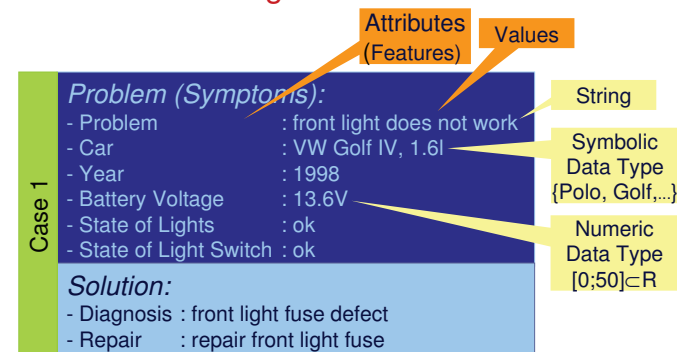 Attributes
(Features)
Values
Case 1
Problem (Symptoms):
- Problem : front light does not work
- Car : VW Golf IV, 1.6l
- Year : 1998
- Battery Voltage : 13.6V
- State of Lights : ok
- State of Light Switch : ok
String
Symbolic
Data Type
{Polo, Golf,...}
Numeric
Data Type
[0;50]⊂R
Solution:
- Diagnosis : front light fuse defect
- Repair : repair front light fuse